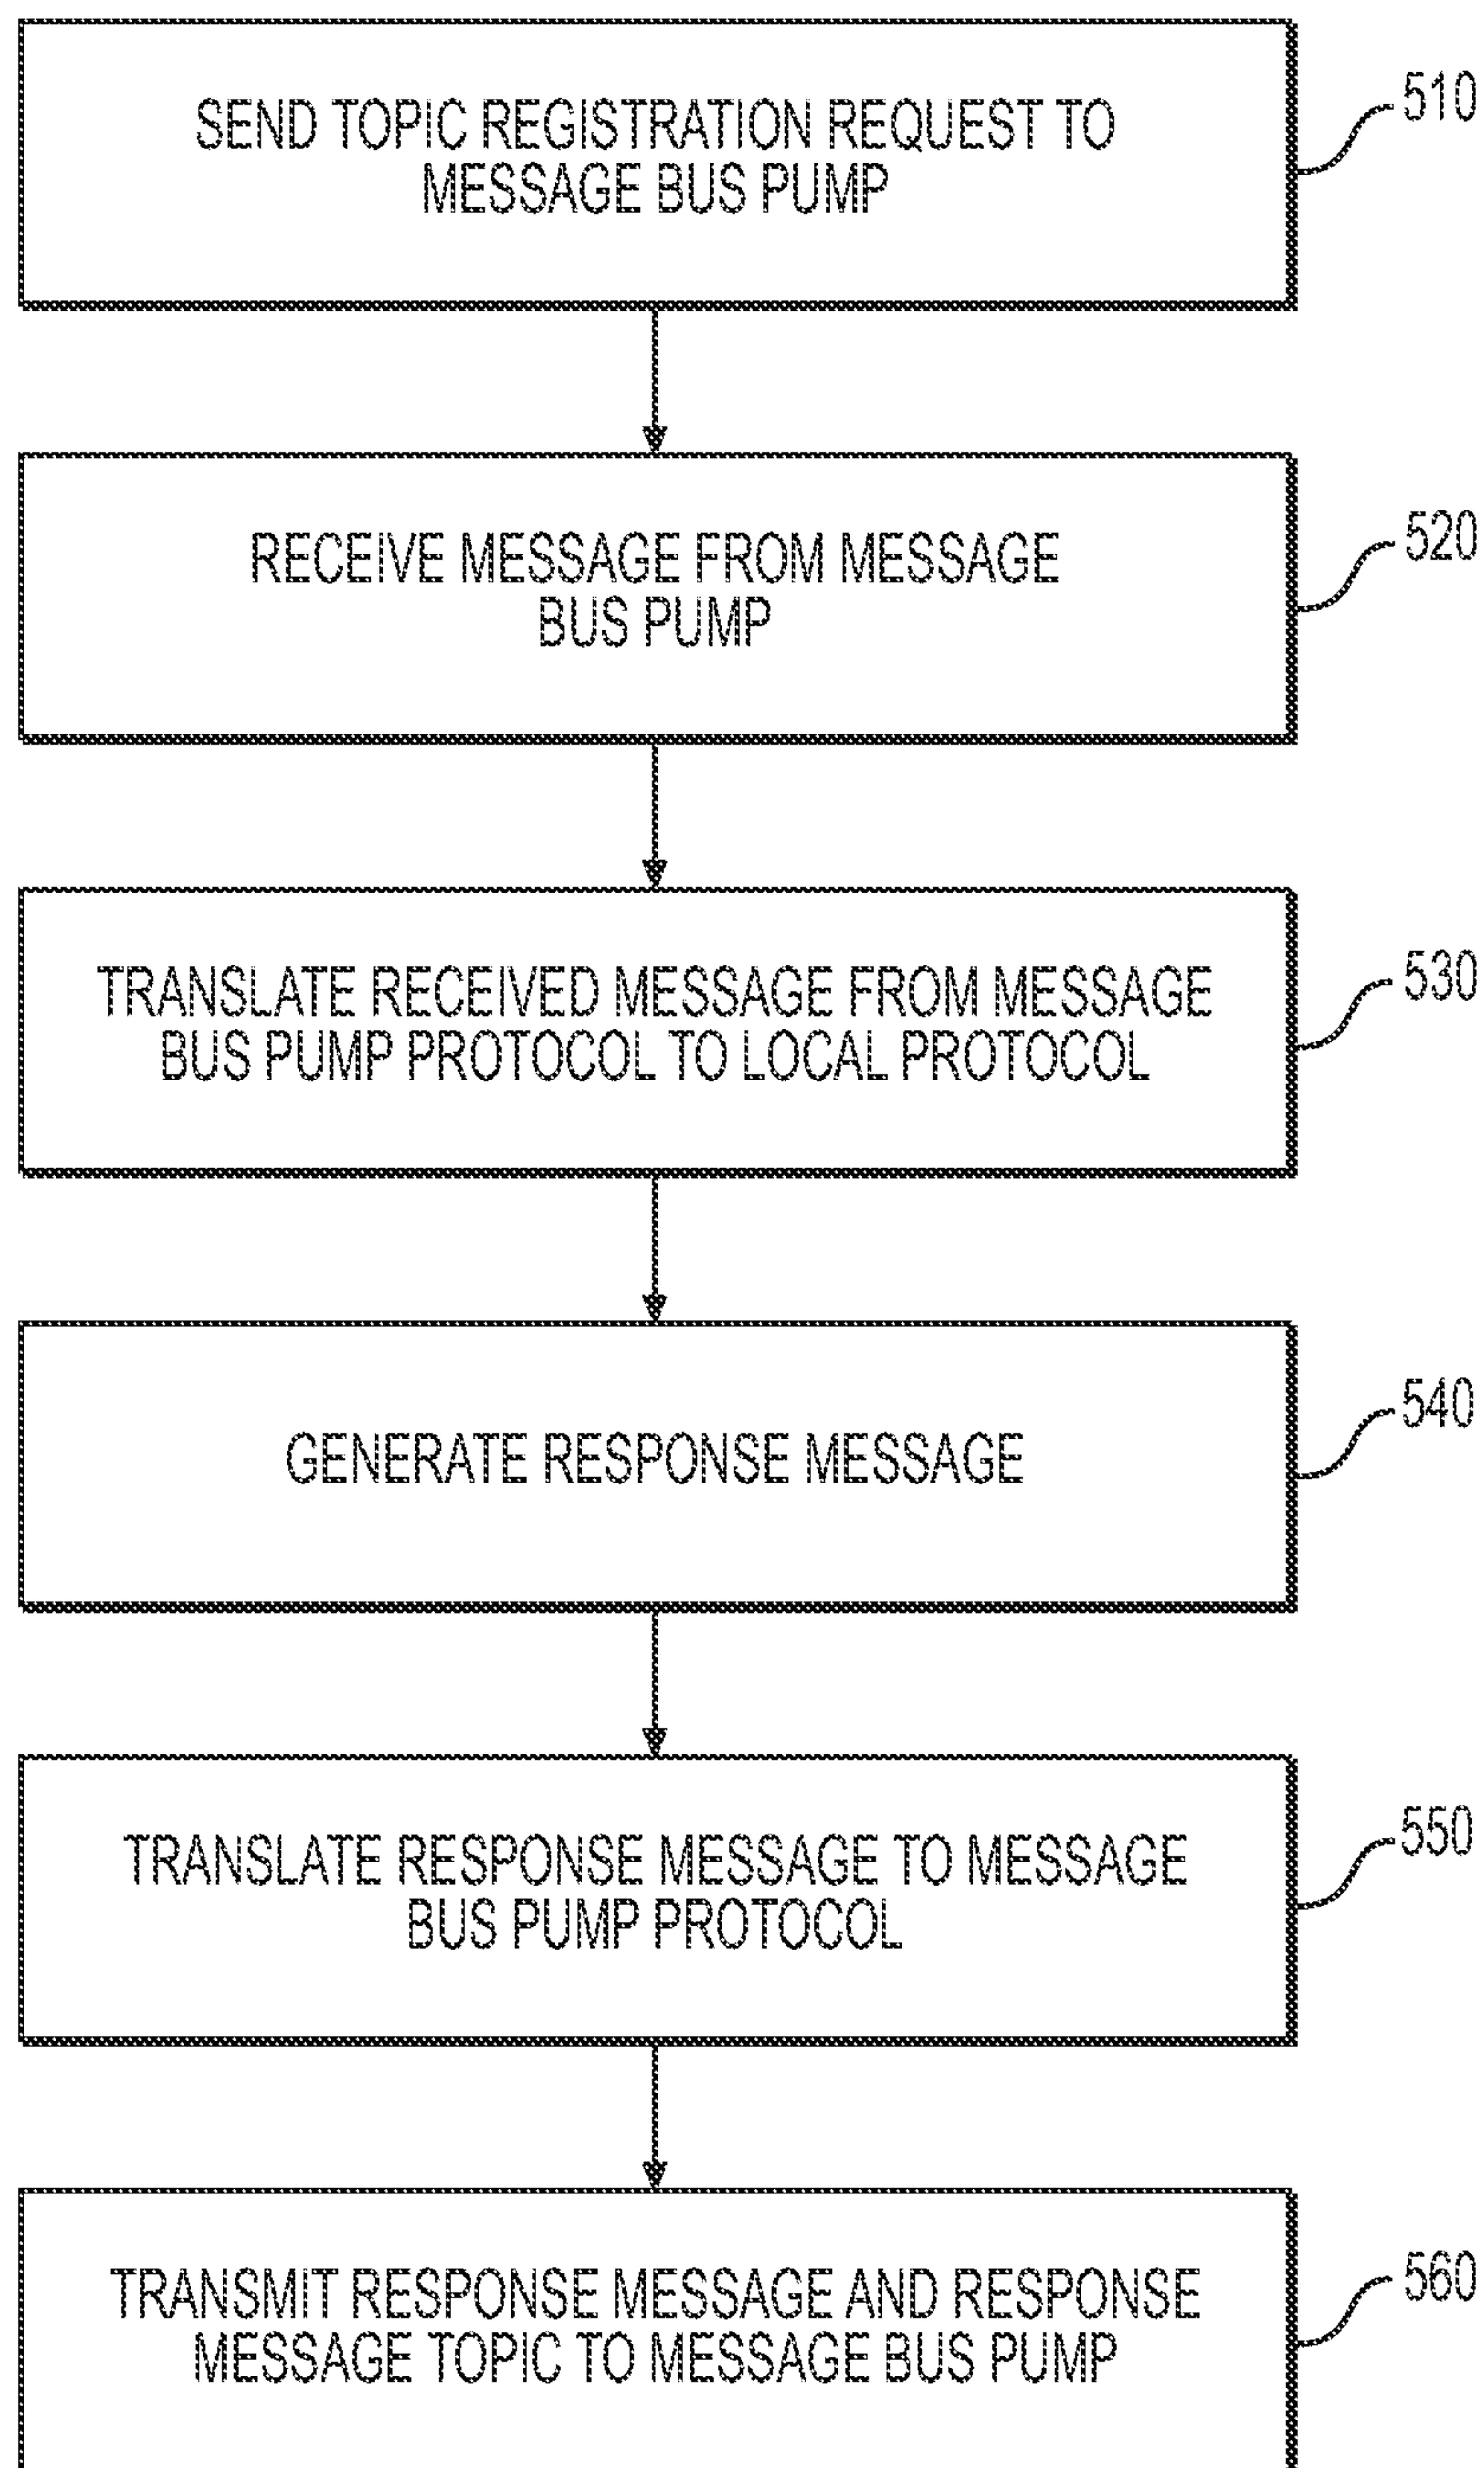 SEND TOPIC REGISTRATION REQUEST TO
MESSAGE BUS PUMP
510
RECEIVE MESSAGE FROM MESSAGE
BUS PUMP
520
TRANSLATE RECEIVED MESSAGE FROM MESSAGE
BUS PUMP PROTOCOL TO LOCAL PROTOCOL
530
GENERATE RESPONSE MESSAGE
540
TRANSLATE RESPONSE MESSAGE TO MESSAGE
BUS PUMP PROTOCOL
550
TRANSMIT RESPONSE MESSAGE AND RESPONSE
MESSAGE TOPIC TO MESSAGE BUS PUMP
560